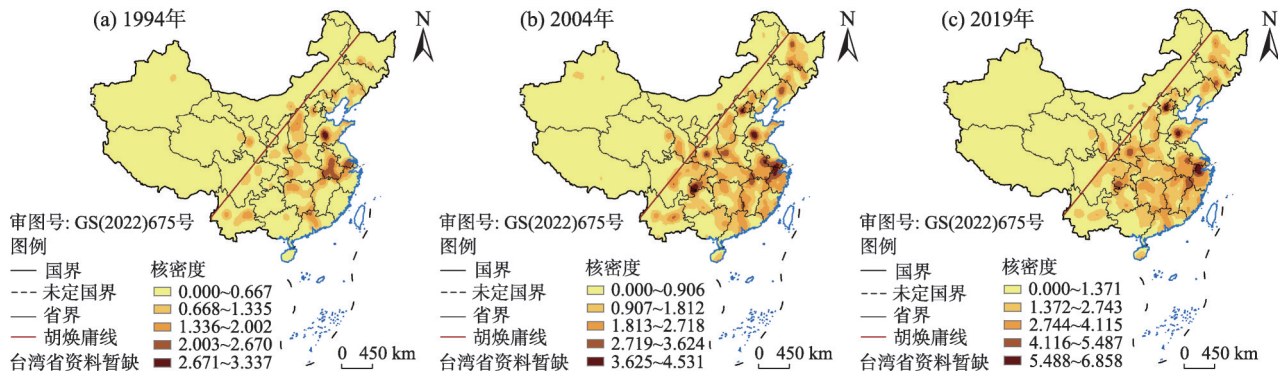 (a) 1994年
N
审图号: GS(2022)675号
图例
国界
未定国界
省界
胡焕庸线
台湾省资料暂缺
核密度
0.000~0.667
0.668~1.335
1.336~2.002
2.003~2.670
2.671~3.337
0 450 km
(b) 2004年
N
审图号: GS(2022)675号
图例
国界
未定国界
省界
胡焕庸线
台湾省资料暂缺
核密度
0.000~0.906
0.907~1.812
1.813~2.718
2.719~3.624
3.625~4.531
0 450 km
(c) 2019年
N
审图号: GS(2022)675号
图例
国界
未定国界
省界
胡焕庸线
台湾省资料暂缺
核密度
0.000~1.371
1.372~2.743
2.744~4.115
4.116~5.487
5.488~6.858
0 450 km